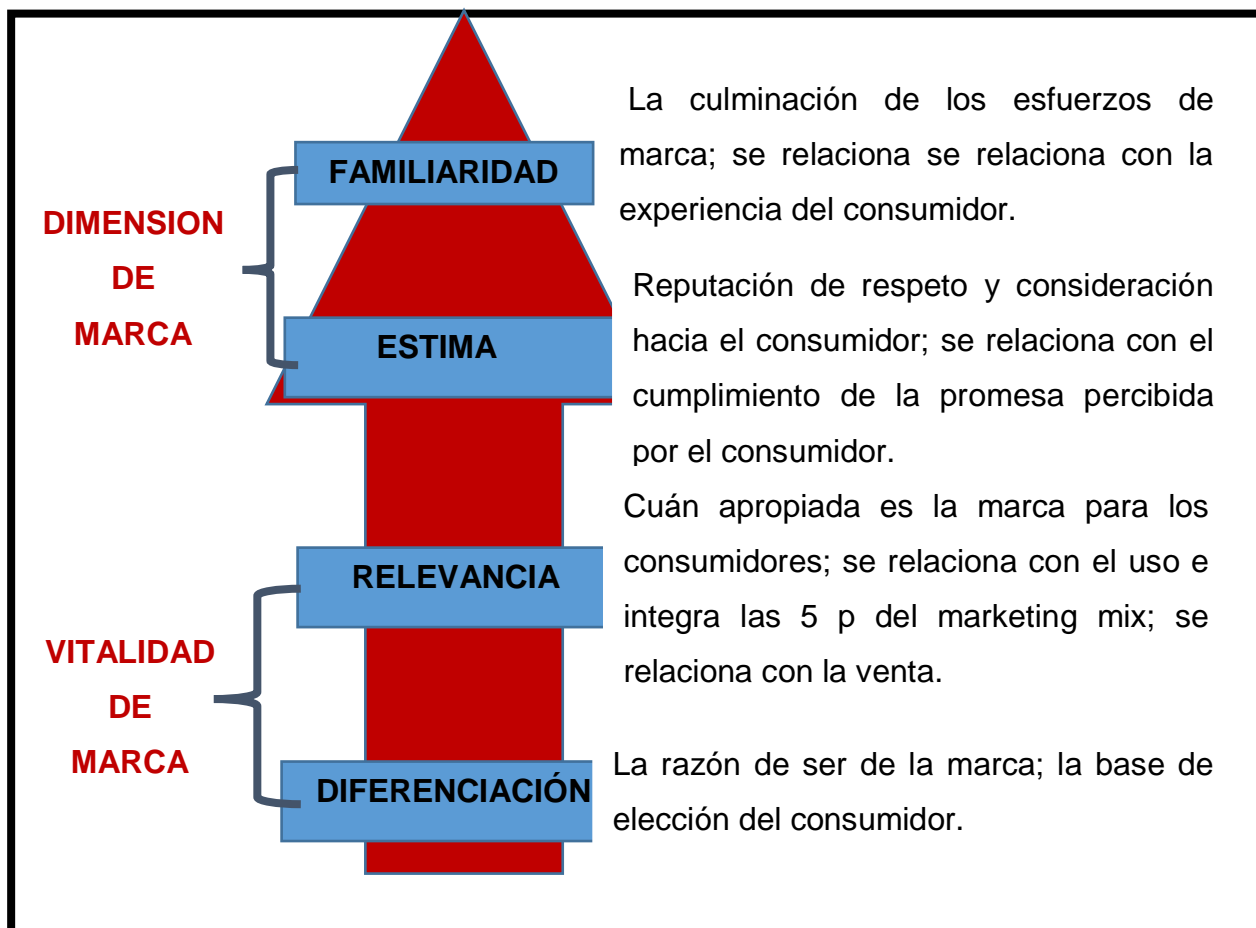 La culminación de los esfuerzos de
marca; se relaciona se relaciona con la
experiencia del consumidor.
FAMILIARIDAD
DIMENSION
DE
MARCA
Reputación de respeto y consideración
hacia el consumidor; se relaciona con el
cumplimiento de la promesa percibida
por el consumidor.
ESTIMA
Cuán apropiada es la marca para los
consumidores; se relaciona con el uso e
integra las 5 p del marketing mix; se
relaciona con la venta.
RELEVANCIA
VITALIDAD
DE
MARCA
DIFERENCIACIÓN
La razón de ser de la marca; la base de
elección del consumidor.